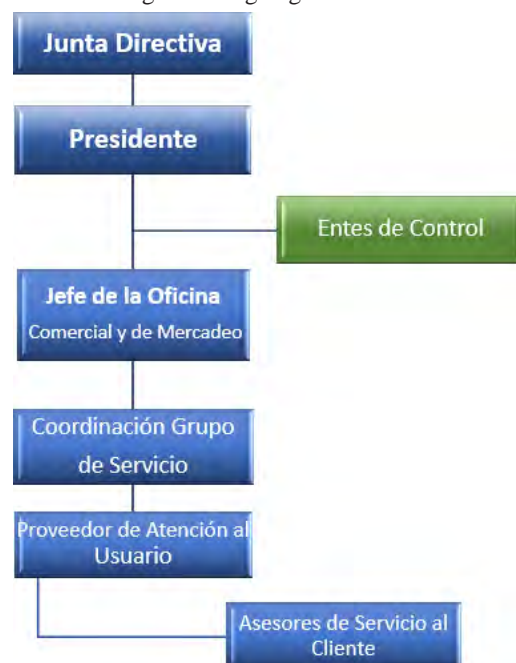 Junta Directiva
Presidente
Entes de Control
Jefe de la Oficina
Comercial y de Mercadeo
Coordinación Grupo
de Servicio
Proveedor de Atención al
Usuario
Asesores de Servicio al
Cliente